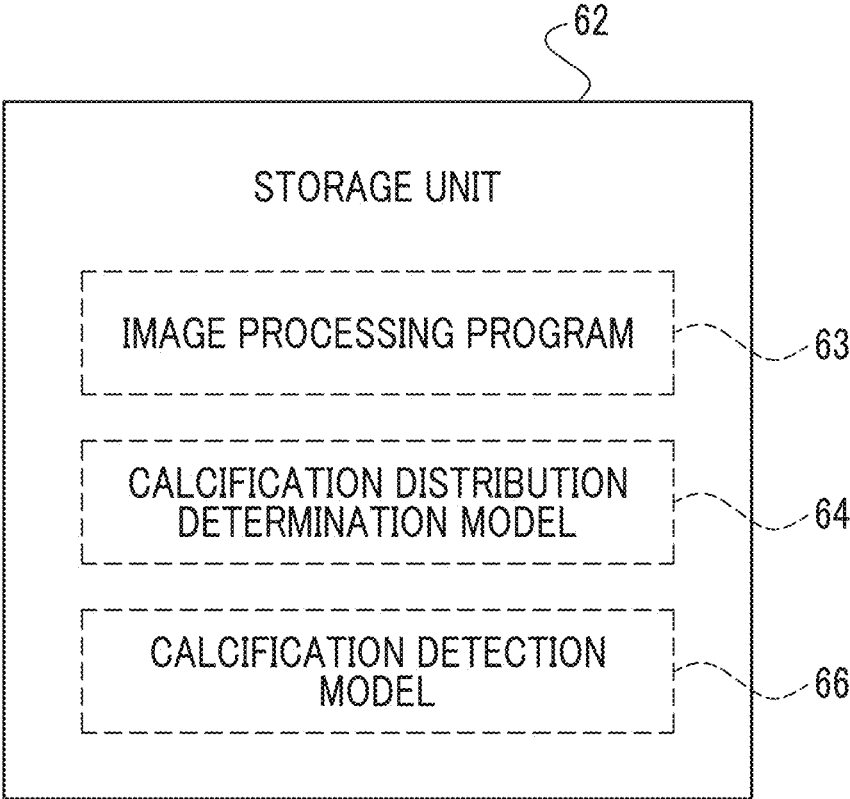 62
STORAGE UNIT
IMAGE PROCESSING PROGRAM
63
CALCIFICATION DISTRIBUTION
DETERMINATION MODEL
64
CALCIFICATION DETECTION
MODEL
66